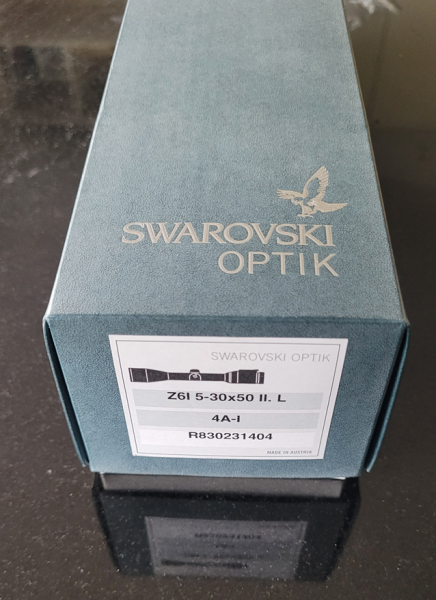 SWAROVSKI
OPTIK
SWAROVSKI OPTIK
Z6I 5-30x50 II. L
4A-I
R830231404
MADE IN AUSTRIA